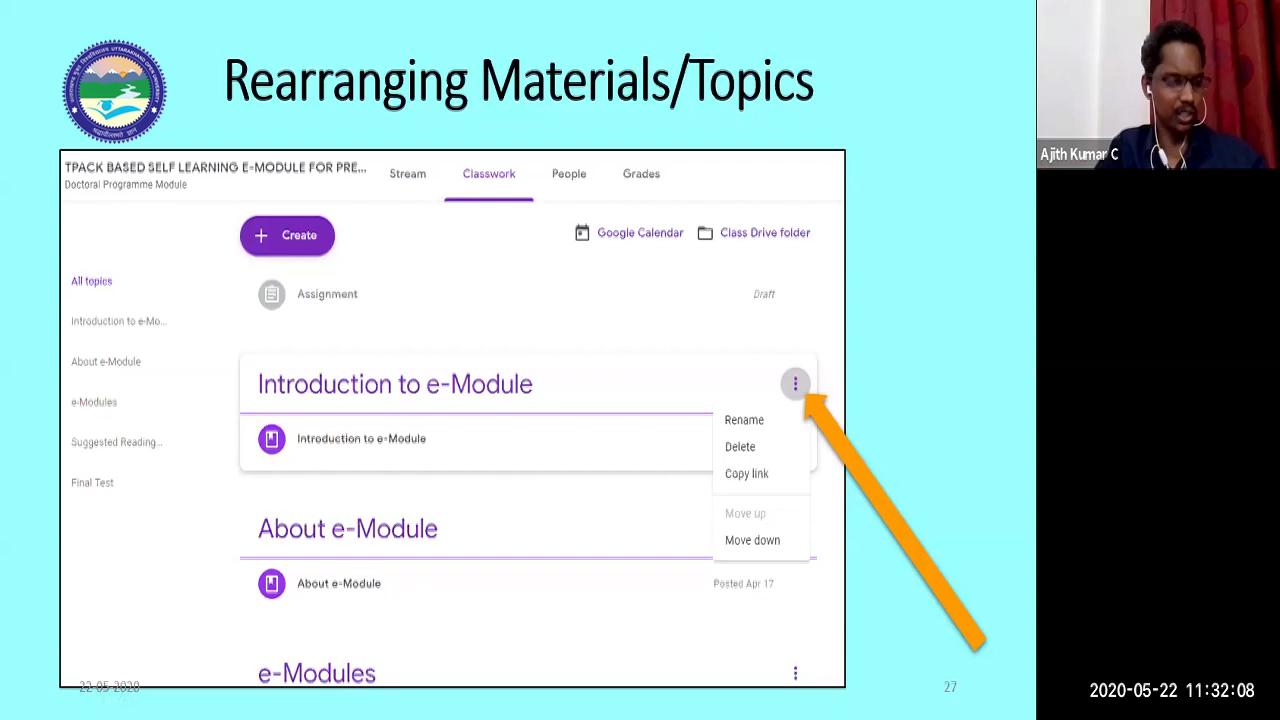 Rearranging Materials/Topics
Ajith Kumar C
TPACK BASED SELF LEARNING E-MODULE FOR PRE...
Doctoral Programme Module
Stream
Classwork
People
Grades
+ Create
Google Calendar
Class Drive folder
All topics
Introduction to e-Mo...
About e-Module
e-Modules
Suggested Reading...
Final Test
Assignment
Draft
Introduction to e-Module
Introduction to e-Module
Rename
Delete
Copy link
Move up
Move down
About e-Module
About e-Module
Posted Apr 17
e-Modules
22-05-2020
27
2020-05-22 11:32:08